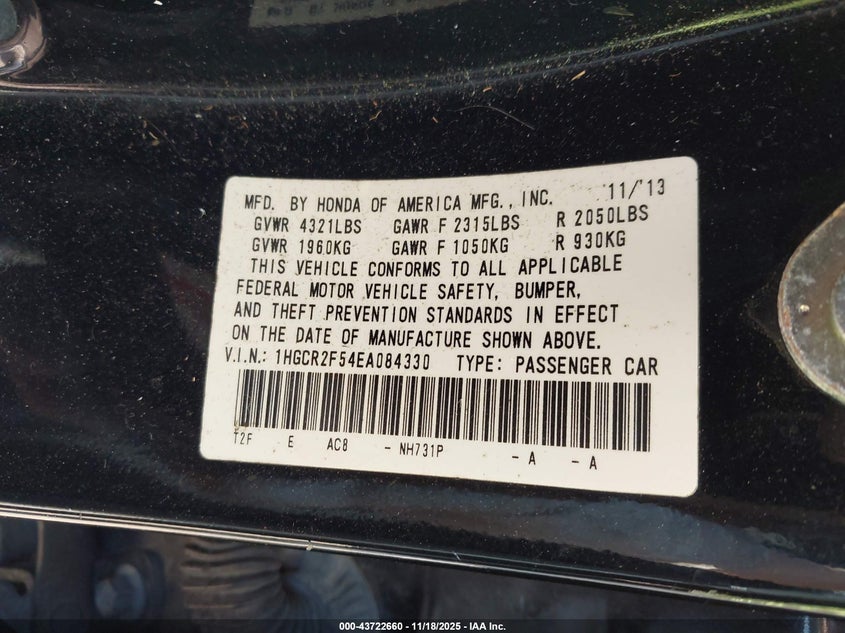 MFD. BY HONDA OF AMERICA MFG., INC. 11/'13
GVWR 4321LBS GAWR F 2315LBS R 2050LBS
GVWR 1960KG GAWR F 1050KG R 930KG
THIS VEHICLE CONFORMS TO ALL APPLICABLE
FEDERAL MOTOR VEHICLE SAFETY, BUMPER,
AND THEFT PREVENTION STANDARDS IN EFFECT
ON THE DATE OF MANUFACTURE SHOWN ABOVE.
V.I.N.: 1HGCR2F54EA084330 TYPE: PASSENGER CAR
T2F E AC8 - NH731P - A - A
000-43722660 - 11/18/2025 - IAA Inc.